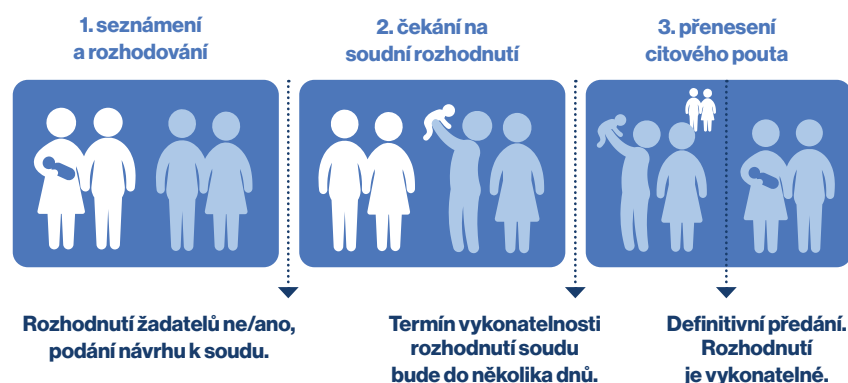 1. seznámení
a rozhodování
2. čekání na
soudní rozhodnutí
3. přenesení
citového pouta
Rozhodnutí žadatelů ne/ano,
podání návrhu k soudu.
Termín vykonatelnosti
rozhodnutí soudu
bude do několika dnů.
Definitivní předání.
Rozhodnutí
je vykonatelné.